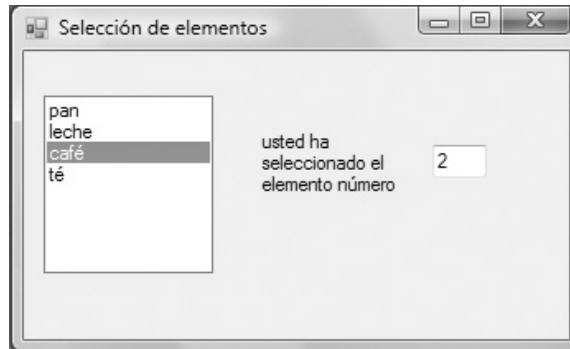 Selección de elementos
pan
leche
café
té
usted ha
seleccionado el
elemento número
2